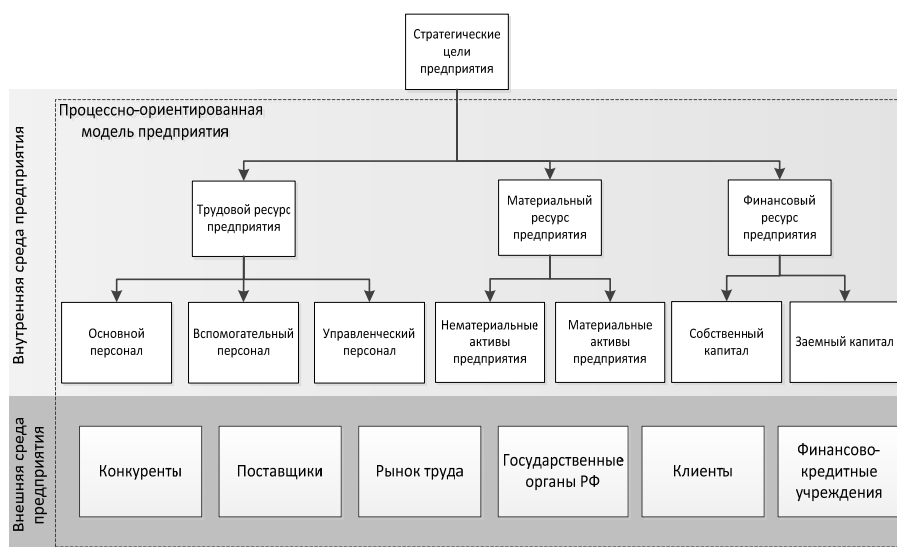 Стратегические
цели
предприятия
Процессно-ориентированная
модель предприятия
Внутренняя среда предприятия
Трудовой ресурс
предприятия
Материальный
ресурс
предприятия
Финансовый
ресурс
предприятия
Основной
персонал
Вспомогательный
персонал
Управленческий
персонал
Нематериальные
активы
предприятия
Материальные
активы
предприятия
Собственный
капитал
Заемный капитал
Внешняя среда
предприятия
Конкуренты
Поставщики
Рынок труда
Государственные
органы РФ
Клиенты
Финансово-
кредитные
учреждения